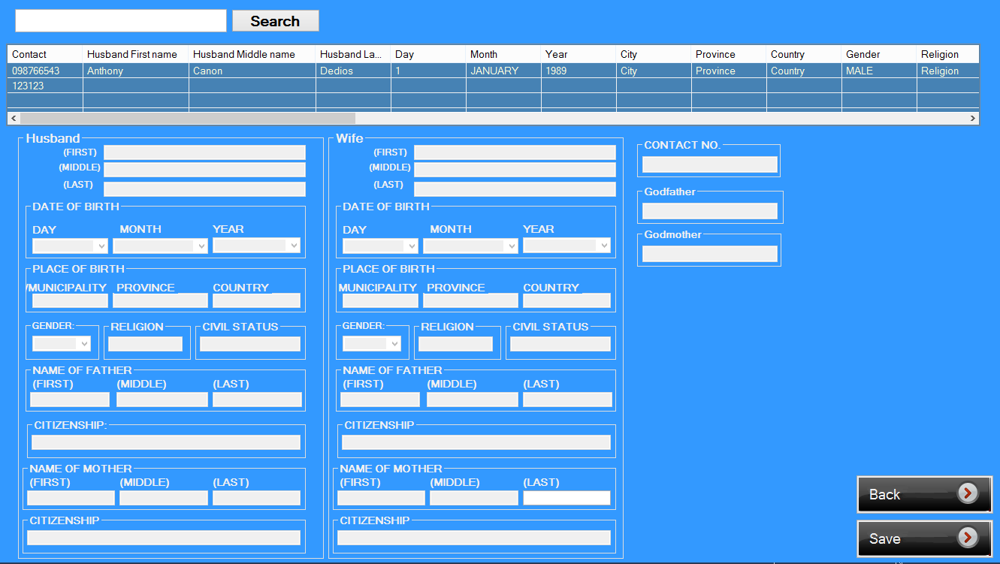 Search
Contact Husband First name Husband Middle name Husband La... Day Month Year City Province Country Gender Religion
098766543 Anthony Canon Dedios 1 JANUARY 1989 City Province Country MALE Religion
123123
Husband Wife
(FIRST) (FIRST) CONTACT NO.
(MIDDLE) (MIDDLE)
(LAST) (LAST) Godfather
DATE OF BIRTH DATE OF BIRTH
DAY MONTH YEAR DAY MONTH YEAR Godmother
PLACE OF BIRTH PLACE OF BIRTH
/MUNICIPALITY PROVINCE COUNTRY MUNICIPALITY PROVINCE COUNTRY
GENDER: RELIGION CIVIL STATUS GENDER: RELIGION CIVIL STATUS
NAME OF FATHER NAME OF FATHER
(FIRST) (MIDDLE) (LAST) (FIRST) (MIDDLE) (LAST)
CITIZENSHIP: CITIZENSHIP
NAME OF MOTHER NAME OF MOTHER
(FIRST) (MIDDLE) (LAST) (FIRST) (MIDDLE) (LAST)
Back
CITIZENSHIP CITIZENSHIP
Save